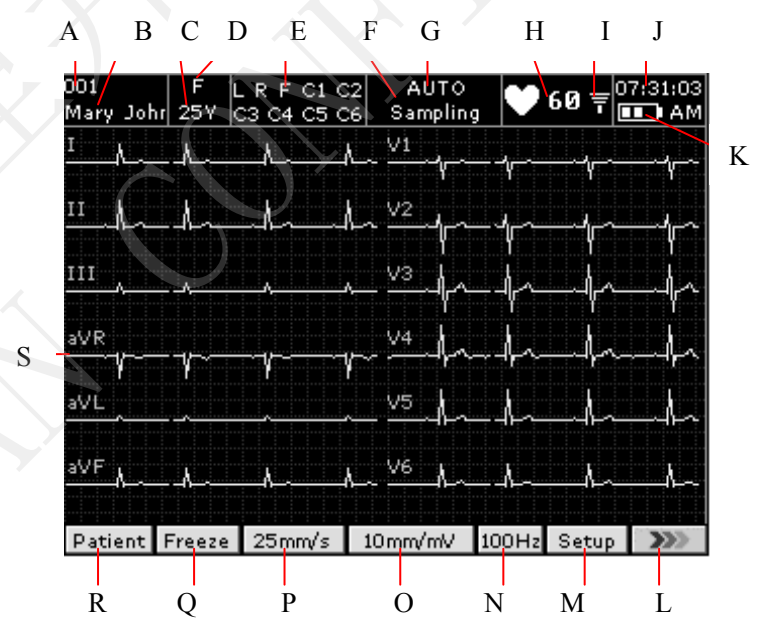 A B C D E F G H I J
001 F L R F C1 C2 AUTO 60 07:31:03
Mary Johr 25Y C3 C4 C5 C6 Sampling AM
K
I V1
II V2
III V3
S aVR V4
aVL V5
aVF V6
Patient Freeze 25mm/s 10mm/mV 100Hz Setup
R Q P O N M L